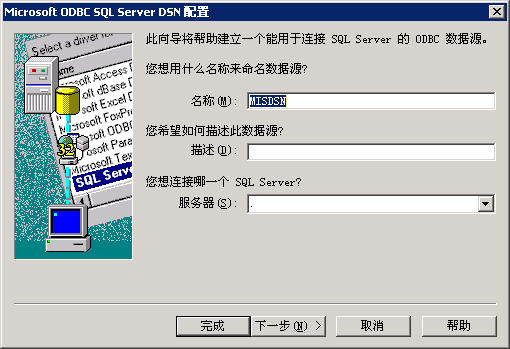 Microsoft ODBC SQL Server DSN 配置
此向导将帮助建立一个能用于连接 SQL Server 的 ODBC 数据源。
Select a driver for
您想用什么名称来命名数据源?
名称(M): MISDSN
您希望如何描述此数据源?
描述(D):
您想连接哪一个 SQL Server?
服务器(S): .
ame
osoft Access
soft dBase D
osoft Excel D
osoft FoxPro
osoft ODBC
Microsoft Para
Microsoft Tex
SQL Serve
32
完成
下一步(N) >
取消
帮助